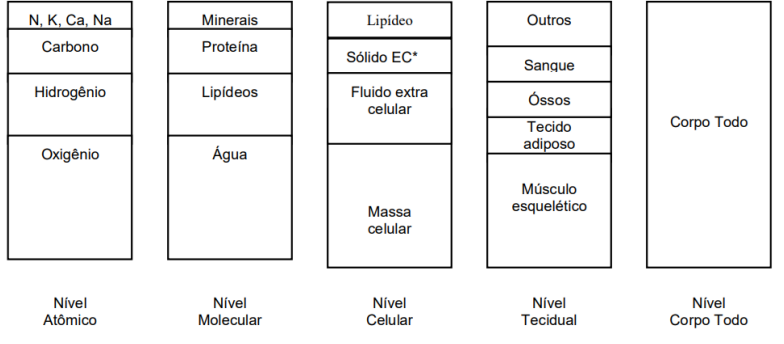 N, K, Ca, Na
Carbono
Hidrogênio
Oxigênio
Nível
Atômico
Minerais
Proteína
Lipídeos
Água
Nível
Molecular
Lipídeo
Sólido EC*
Fluido extra
celular
Massa
celular
Nível
Celular
Outros
Sangue
Óssos
Tecido
adiposo
Músculo
esquelético
Nível
Tecidual
Corpo Todo
Nível
Corpo Todo